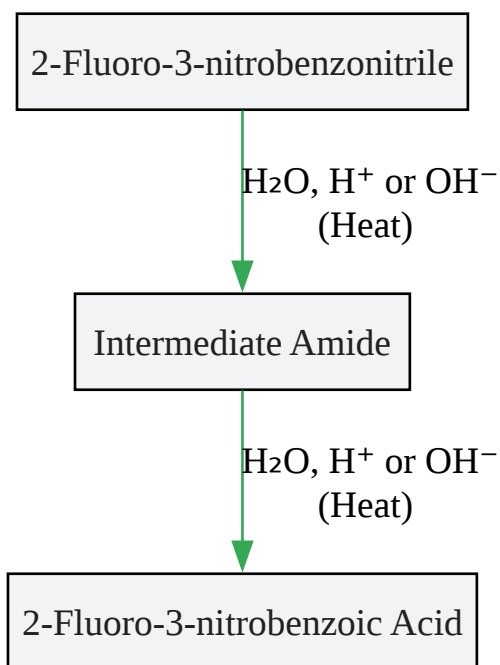 2-Fluoro-3-nitrobenzonitrile
H₂O, H⁺ or OH⁻
(Heat)
Intermediate Amide
H₂O, H⁺ or OH⁻
(Heat)
2-Fluoro-3-nitrobenzoic Acid